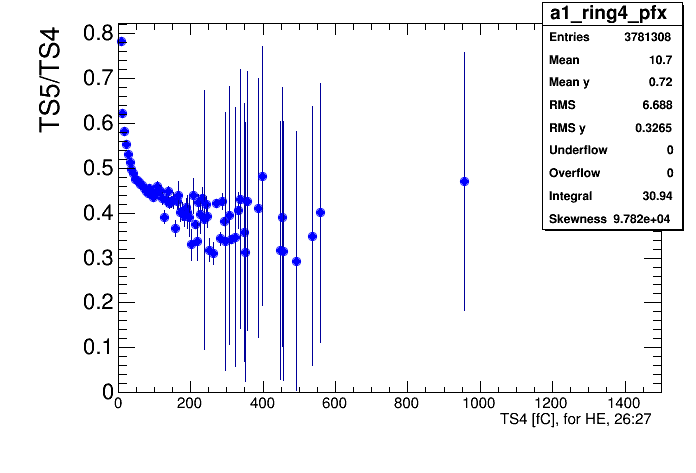 a1_ring4_pfx
Entries 3781308
Mean 10.7
Mean y 0.72
RMS 6.688
RMS y 0.3265
Underflow 0
Overflow 0
Integral 30.94
Skewness 9.782e+04
TS5/TS4
0.8
0.7
0.6
0.5
0.4
0.3
0.2
0.1
0
0 200 400 600 800 1000 1200 1400
TS4 [fC], for HE, 26:27